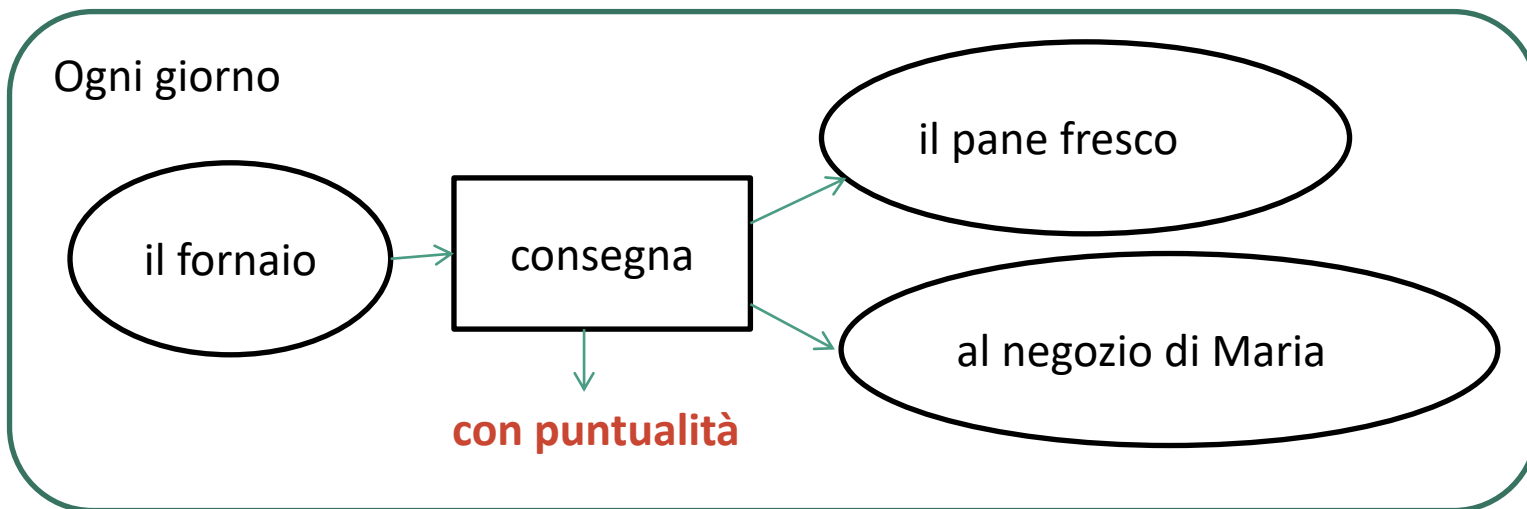 Ogni giorno
il pane fresco
il fornaio
consegna
al negozio di Maria
con puntualità